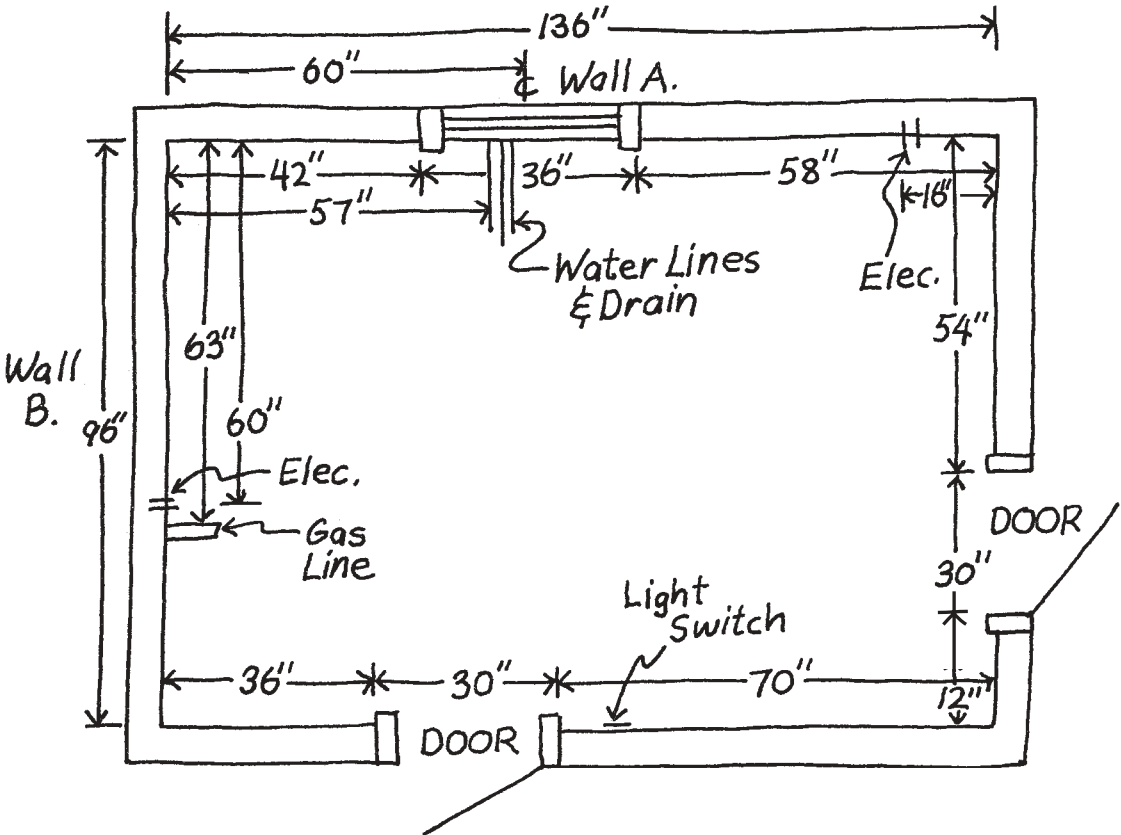 136"
60"
℄ Wall A.
42"
36"
58"
57"
16"
Water Lines
& Drain
Elec.
63"
54"
Wall
B.
96"
60"
Elec.
Gas
Line
DOOR
30"
Light
Switch
36"
30"
70"
12"
DOOR